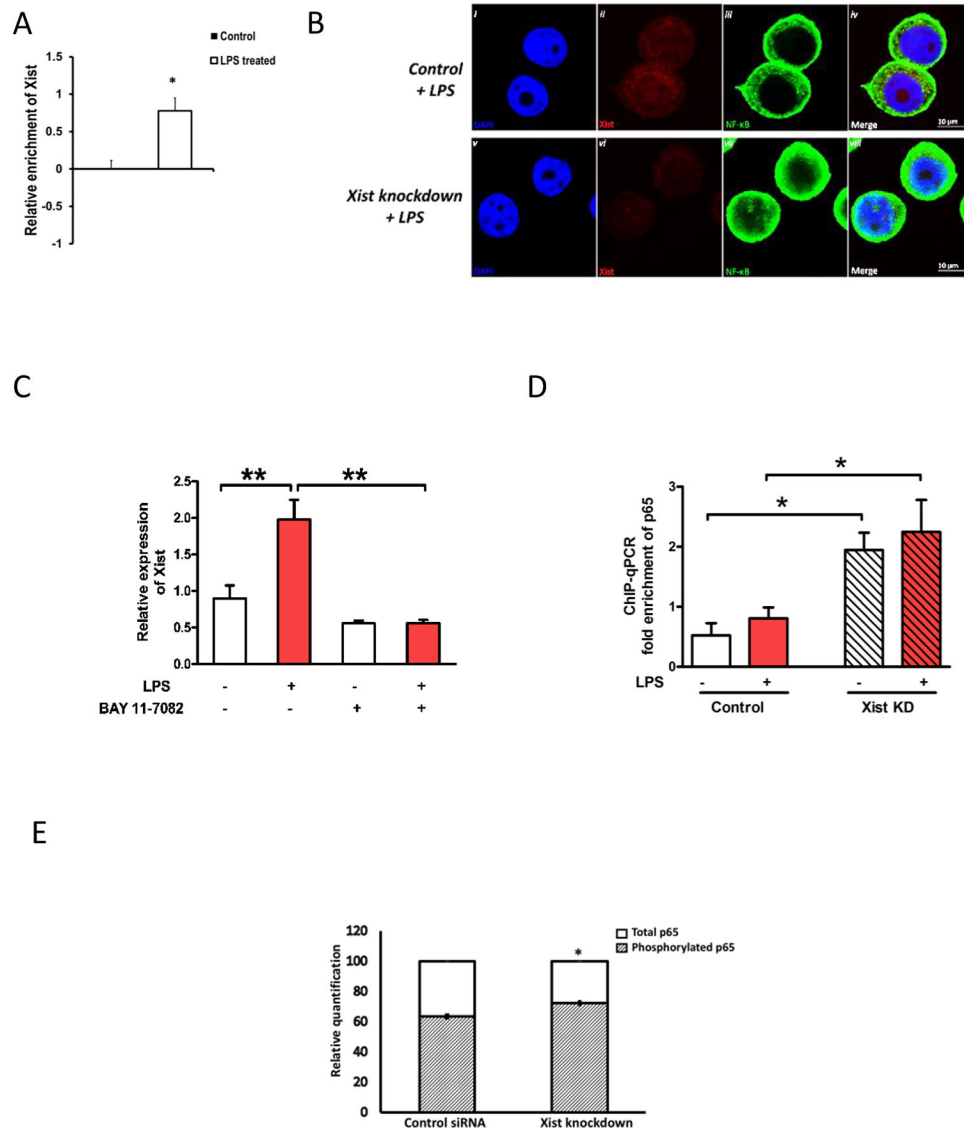 A
Control
LPS treated
*
1
0.5
0
-0.5
-1
Relative enrichment of Xist
B
Control
+ LPS
Xist knockdown
+ LPS
i
ii
iii
iv
DAPI
Xist
NF-κB
Merge
10 µm
v
vi
vii
viii
DAPI
Xist
NF-κB
Merge
10 µm
C
** **
2.5
2.0
1.5
1.0
0.5
0.0
Relative expression
of Xist
LPS - + - +
BAY 11-7082 - - + +
D
*
*
3
2
1
0
ChIP-qPCR
fold enrichment of p65
LPS - + - +
Control Xist KD
E
120
100
80
60
40
20
0
Relative quantification
*
Total p65
Phosphorylated p65
Control siRNA Xist knockdown